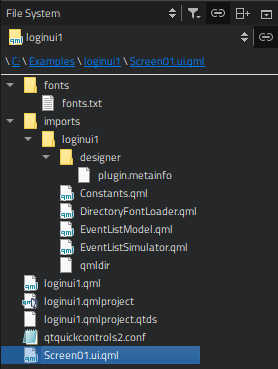 File System
loginui1
\ C: \ Examples \ loginui1 \ Screen01.ui.qml
fonts
fonts.txt
imports
loginui1
designer
plugin.metainfo
Constants.qml
DirectoryFontLoader.qml
EventListModel.qml
EventListSimulator.qml
qmldir
loginui1.qml
loginui1.qmlproject
loginui1.qmlproject.qtds
qtquickcontrols2.conf
Screen01.ui.qml